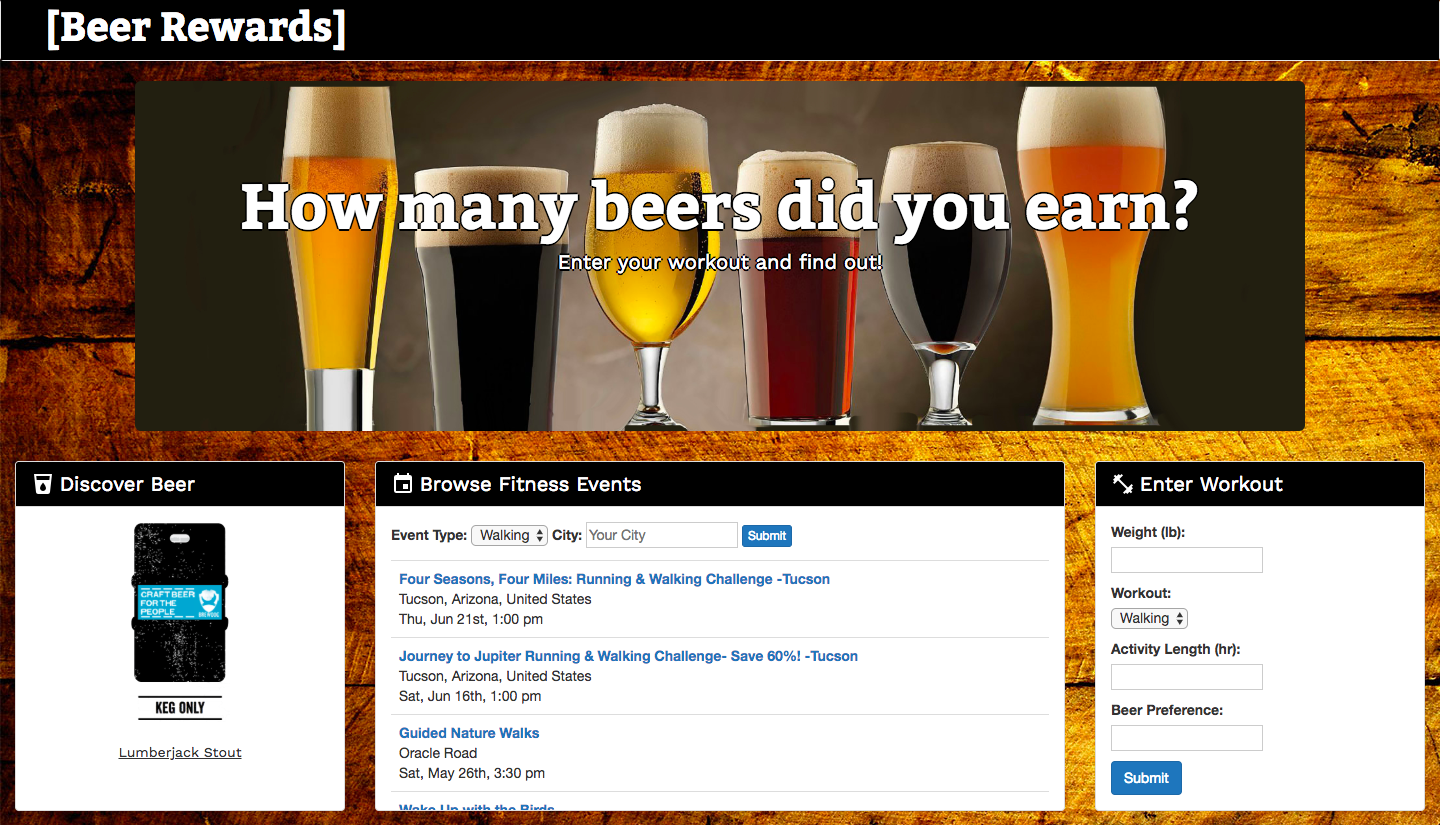 [Beer Rewards]
How many beers did you earn?
Enter your workout and find out!
Discover Beer
CRAFT BEER
FOR THE
PEOPLE
BREWDOG
KEG ONLY
Lumberjack Stout
Browse Fitness Events
Event Type: Walking City: Your City Submit
Four Seasons, Four Miles: Running & Walking Challenge -Tucson
Tucson, Arizona, United States
Thu, Jun 21st, 1:00 pm
Journey to Jupiter Running & Walking Challenge- Save 60%! -Tucson
Tucson, Arizona, United States
Sat, Jun 16th, 1:00 pm
Guided Nature Walks
Oracle Road
Sat, May 26th, 3:30 pm
Wake Up with the Birds
Enter Workout
Weight (lb):
Workout:
Walking
Activity Length (hr):
Beer Preference:
Submit